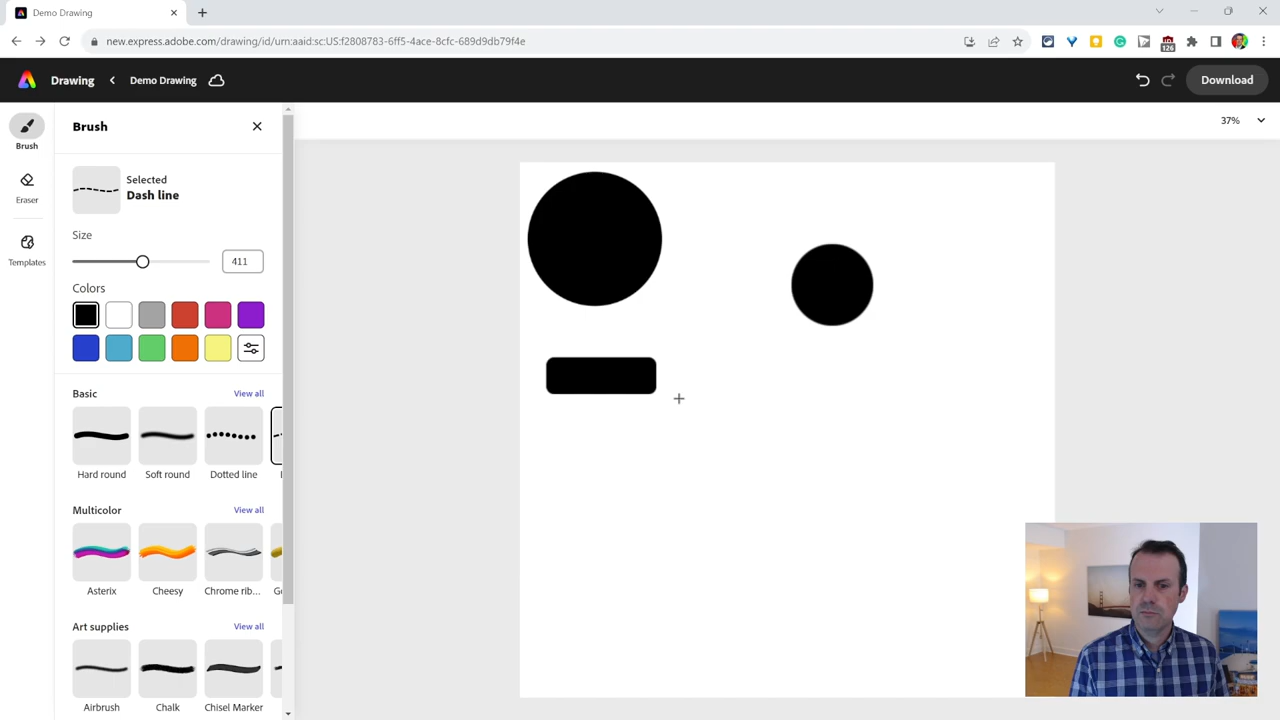 Demo Drawing
new.express.adobe.com/drawing/id/urn:aaid:sc:US:f2808783-6ff5-4ace-8cfc-689d9db79f4e
126
Drawing
Demo Drawing
Download
Brush
37%
Brush
Selected
Dash line
Eraser
Size
Templates
411
Colors
Basic
View all
Hard round
Soft round
Dotted line
Multicolor
View all
Asterix
Cheesy
Chrome rib...
Art supplies
View all
Airbrush
Chalk
Chisel Marker